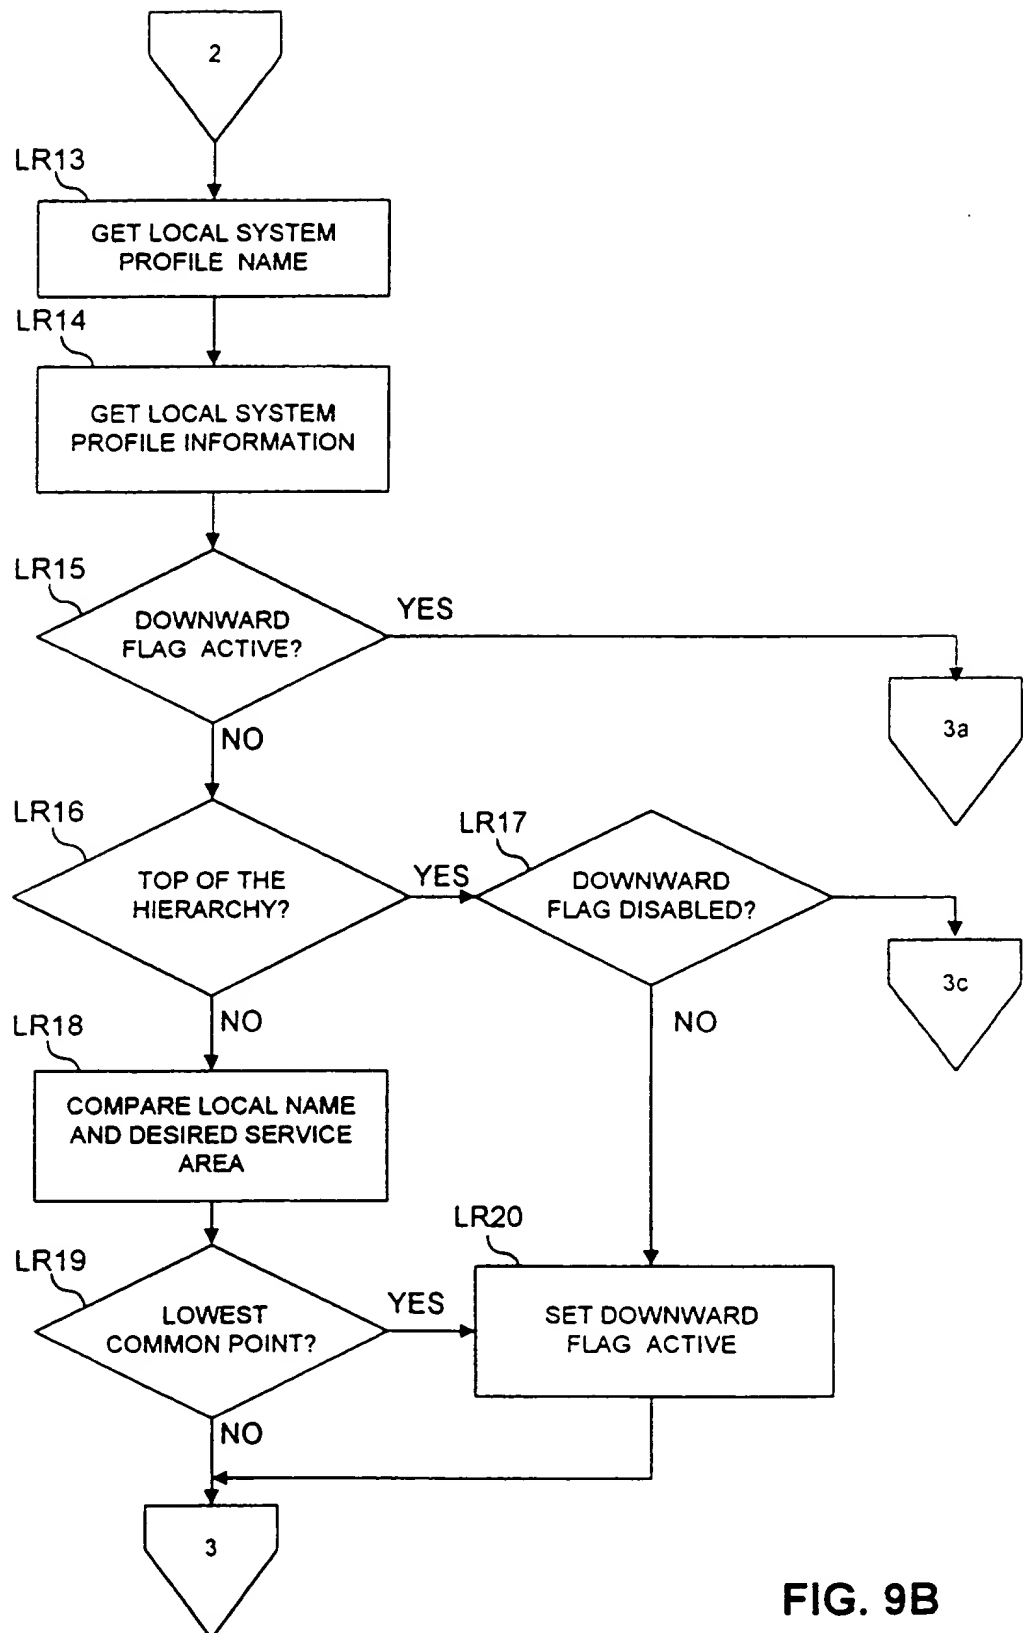 2
LR13
GET LOCAL SYSTEM
PROFILE NAME
LR14
GET LOCAL SYSTEM
PROFILE INFORMATION
LR15
DOWNWARD
FLAG ACTIVE?
YES
3a
NO
LR16
TOP OF THE
HIERARCHY?
YES
LR17
DOWNWARD
FLAG DISABLED?
3c
NO
NO
LR18
COMPARE LOCAL NAME
AND DESIRED SERVICE
AREA
LR19
LOWEST
COMMON POINT?
YES
LR20
SET DOWNWARD
FLAG ACTIVE
NO
3
FIG. 9B